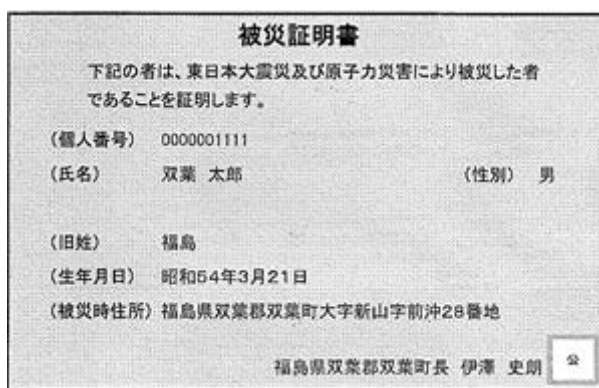 被災証明書
下記の者は、東日本大震災及び原子力災害により被災した者
であることを証明します。
(個人番号) 0000001111
(氏名) 双葉 太郎 (性別) 男
(旧姓) 福島
(生年月日) 昭和54年3月21日
(被災時住所) 福島県双葉郡双葉町大字新山字前沖28番地
福島県双葉郡双葉町長 伊澤 史朗 公